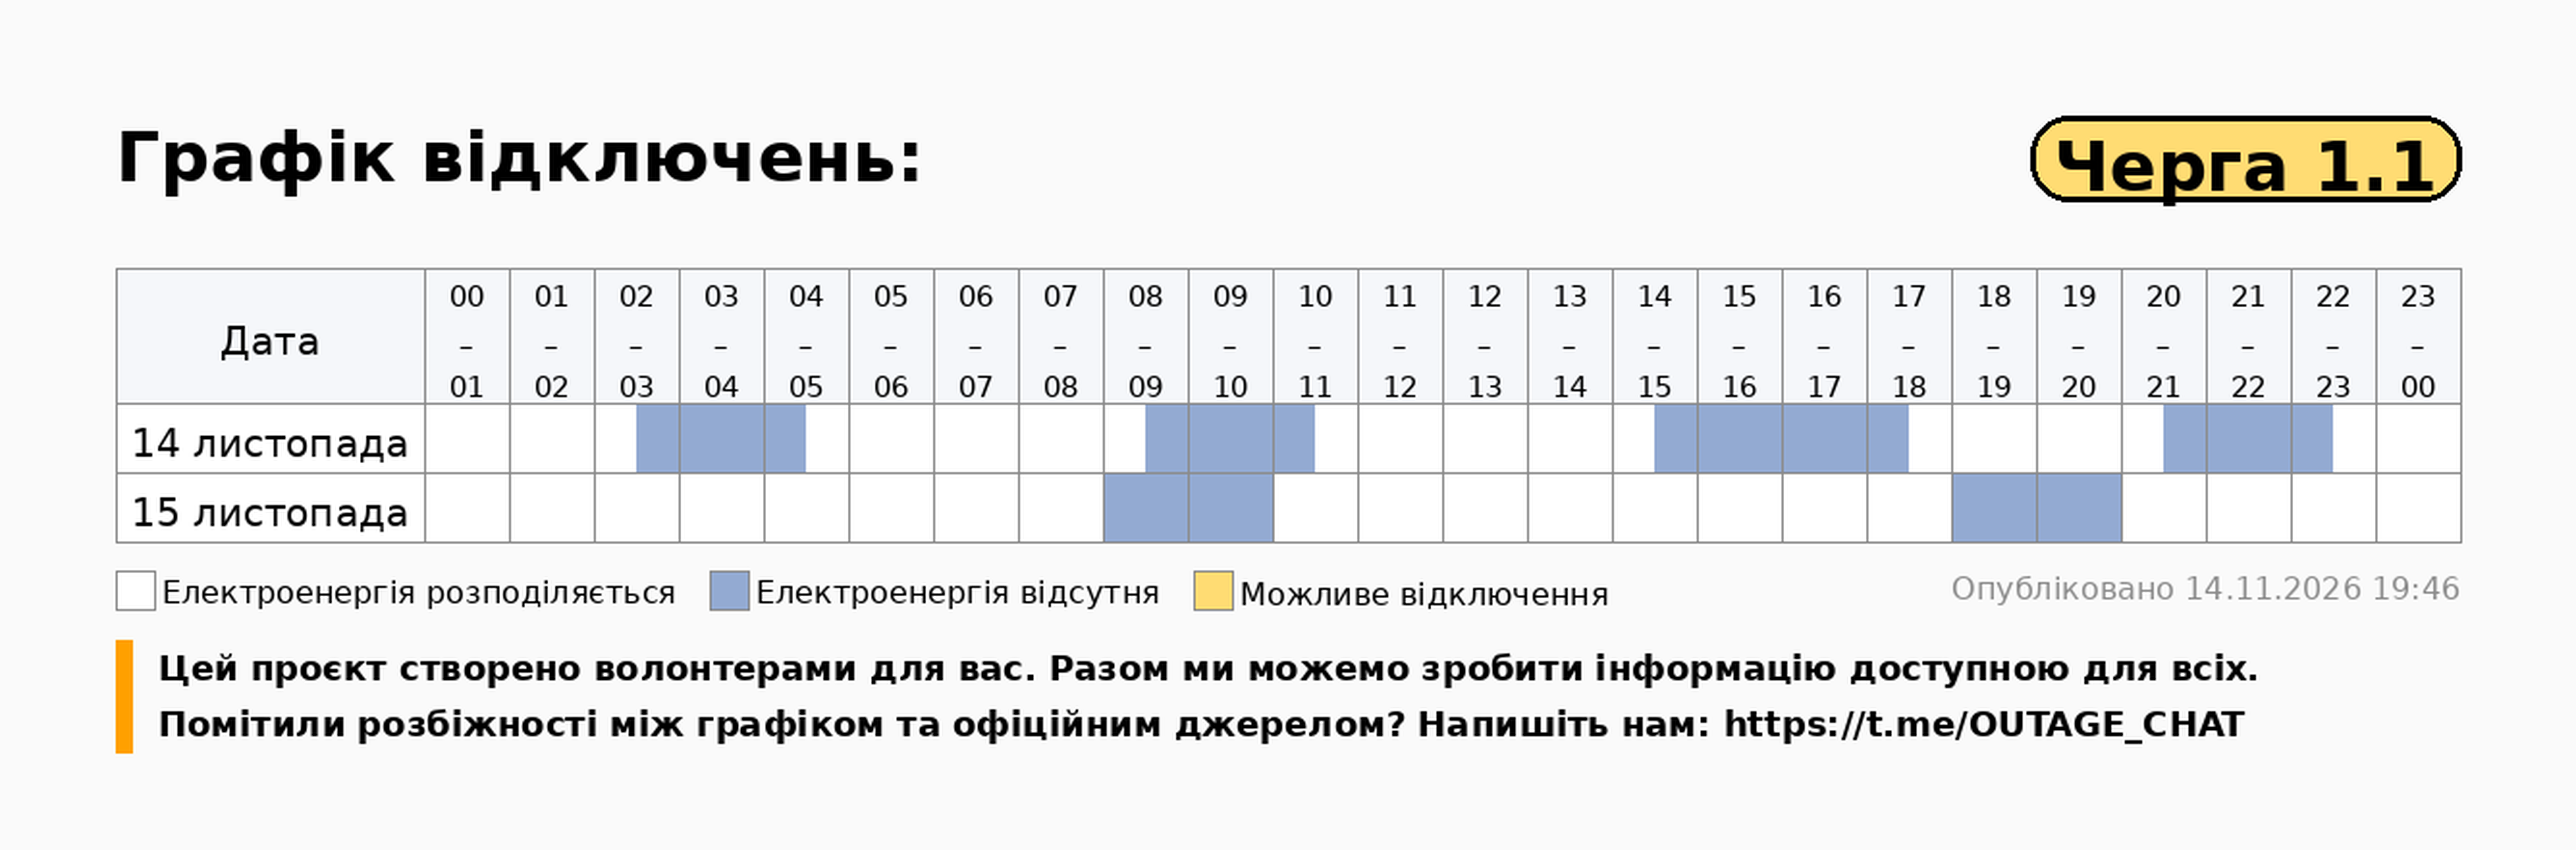 Графік відключень:
Черга 1.1
Дата
00 – 01
01 – 02
02 – 03
03 – 04
04 – 05
05 – 06
06 – 07
07 – 08
08 – 09
09 – 10
10 – 11
11 – 12
12 – 13
13 – 14
14 – 15
15 – 16
16 – 17
17 – 18
18 – 19
19 – 20
20 – 21
21 – 22
22 – 23
23 – 00
14 листопада
15 листопада
Електроенергія розподіляється
Електроенергія відсутня
Можливе відключення
Опубліковано 14.11.2026 19:46
Цей проєкт створено волонтерами для вас. Разом ми можемо зробити інформацію доступною для всіх.
Помітили розбіжності між графіком та офіційним джерелом? Напишіть нам: https://t.me/OUTAGE_CHAT